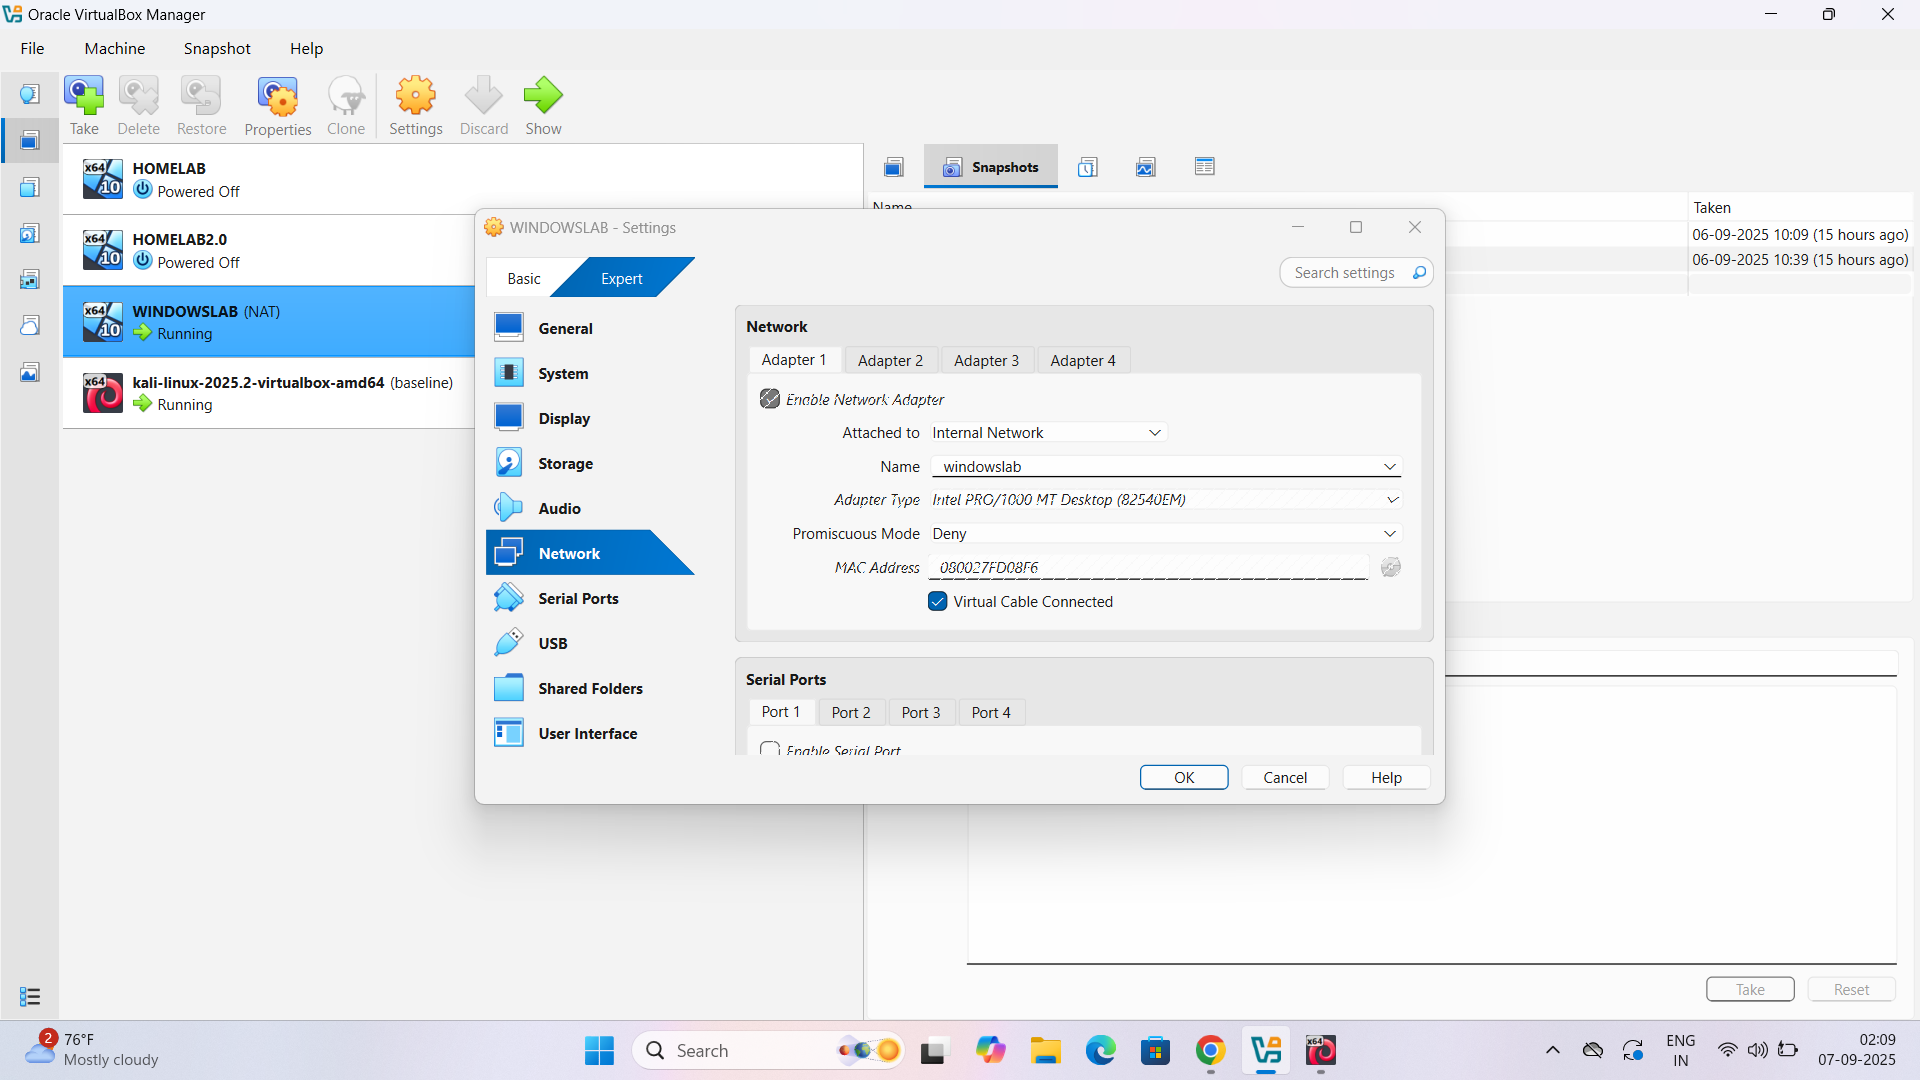 Oracle VirtualBox Manager
File Machine Snapshot Help
Take Delete Restore Properties Clone Settings Discard Show
HOMELAB
Powered Off
HOMELAB2.0
Powered Off
WINDOWSLAB (NAT)
Running
kali-linux-2025.2-virtualbox-amd64 (baseline)
Running
Snapshots
Name Taken
06-09-2025 10:09 (15 hours ago)
06-09-2025 10:39 (15 hours ago)
WINDOWSLAB - Settings
Basic Expert
Search settings
General
System
Display
Storage
Audio
Network
Serial Ports
USB
Shared Folders
User Interface
Network
Adapter 1 Adapter 2 Adapter 3 Adapter 4
Enable Network Adapter
Attached to Internal Network
Name windowslab
Adapter Type Intel PRO/1000 MT Desktop (82540EM)
Promiscuous Mode Deny
MAC Address 080027FD08F6
Virtual Cable Connected
Serial Ports
Port 1 Port 2 Port 3 Port 4
Enable Serial Port
OK Cancel Help
Take Reset
2
76°F
Mostly cloudy
Search
ENG
IN
02:09
07-09-2025
x64 10
x64 10
x64 10
x64
x64